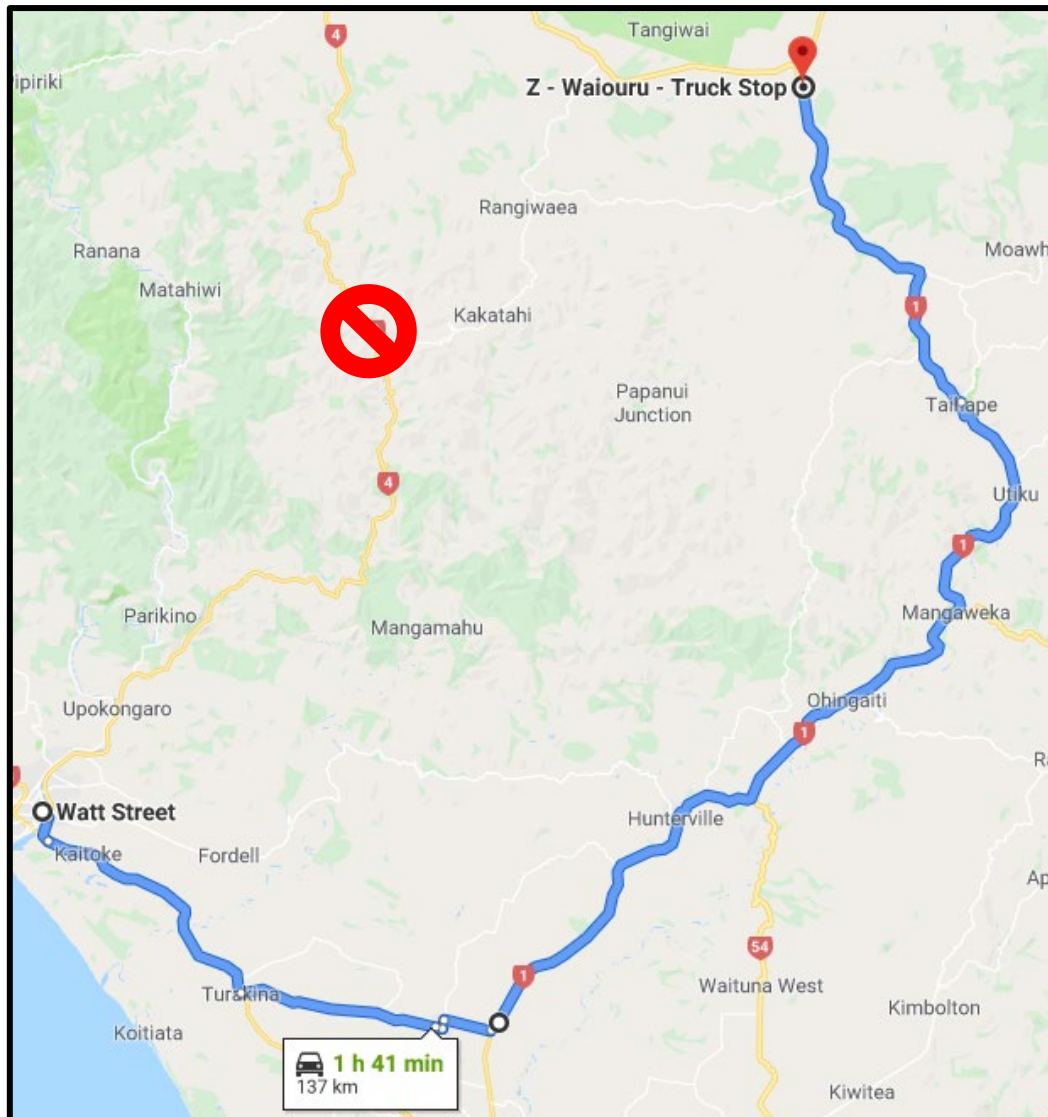 Tangiwai
4
ipiriki
Z - Waiouru - Truck Stop
Rangiwaea
Ranana
Moawh
Matahiwi
1
Kakatahi
Papanui
Junction
Taihape
4
Utiku
1
Parikino
Mangaweka
Mangamahu
Upokongaro
Ohingaiti
1
Ra
Watt Street
Hunterville
Kaitoke
Fordell
Ap
54
1
Waituna West
Turakina
Kimbolton
Koitiata
1 h 41 min
137 km
Kiwitea